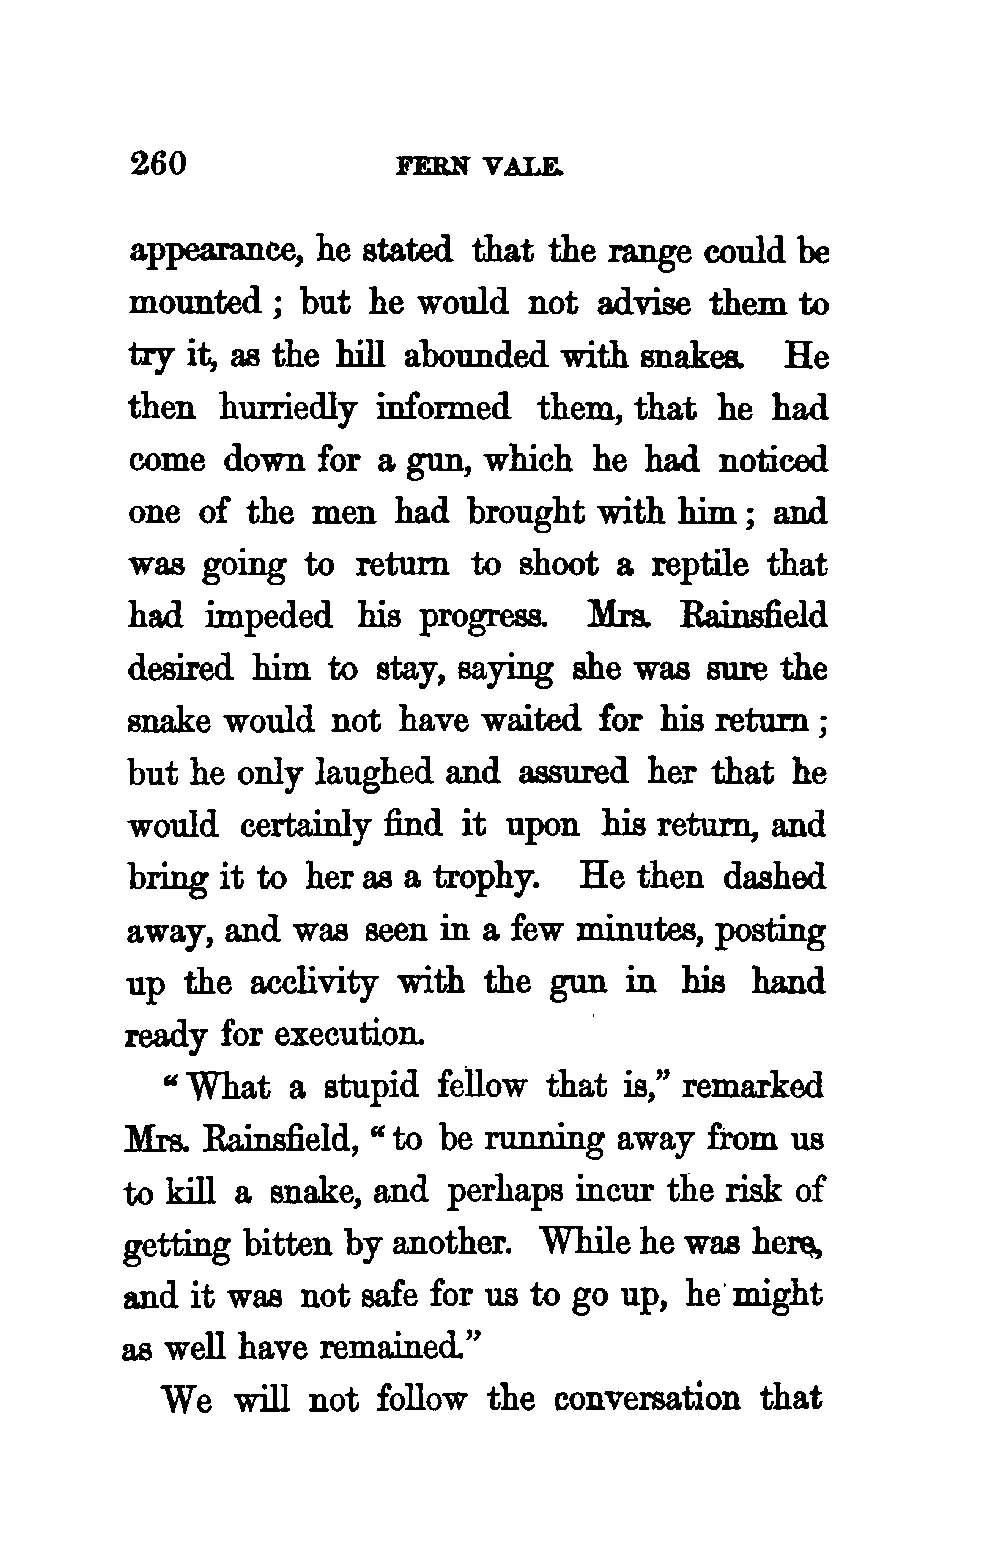 260 FERN VALE.
appearance, he stated that the range could be
mounted ; but he would not advise them to
try it, as the hill abounded with snakes. He
then hurriedly informed them, that he had
come down for a gun, which he had noticed
one of the men had brought with him ; and
was going to return to shoot a reptile that
had impeded his progress. Mrs. Rainsfield
desired him to stay, saying she was sure the
snake would not have waited for his return ;
but he only laughed and assured her that he
would certainly find it upon his return, and
bring it to her as a trophy. He then dashed
away, and was seen in a few minutes, posting
up the acclivity with the gun in his hand
ready for execution.
“ What a stupid fellow that is,” remarked
Mrs. Rainsfield, “ to be running away from us
to kill a snake, and perhaps incur the risk of
getting bitten by another. While he was here,
and it was not safe for us to go up, he might
as well have remained.”
We will not follow the conversation that